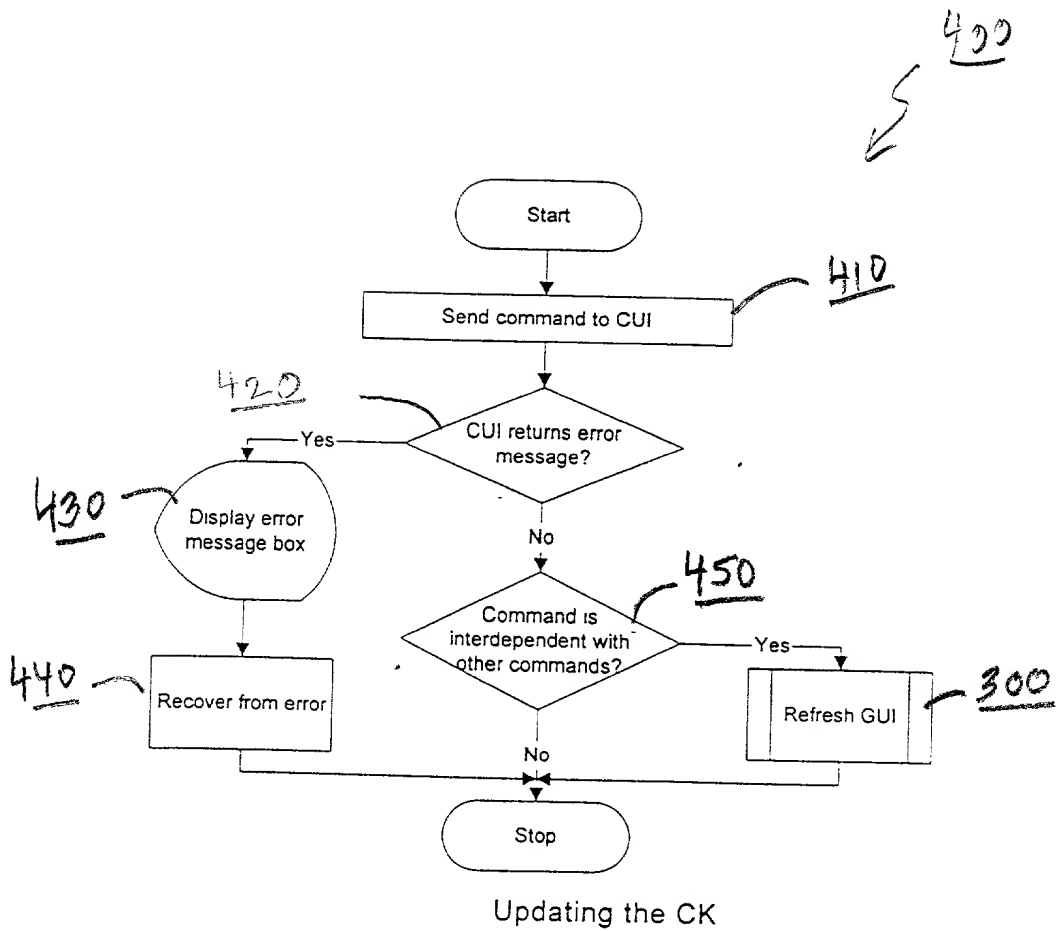 400
Start
410
Send command to CUI
420
CUI returns error
message?
Yes
430
Display error
message box
No
450
Command is
interdependent with
other commands?
Yes
440
Recover from error
300
Refresh GUI
No
Stop
Updating the CK